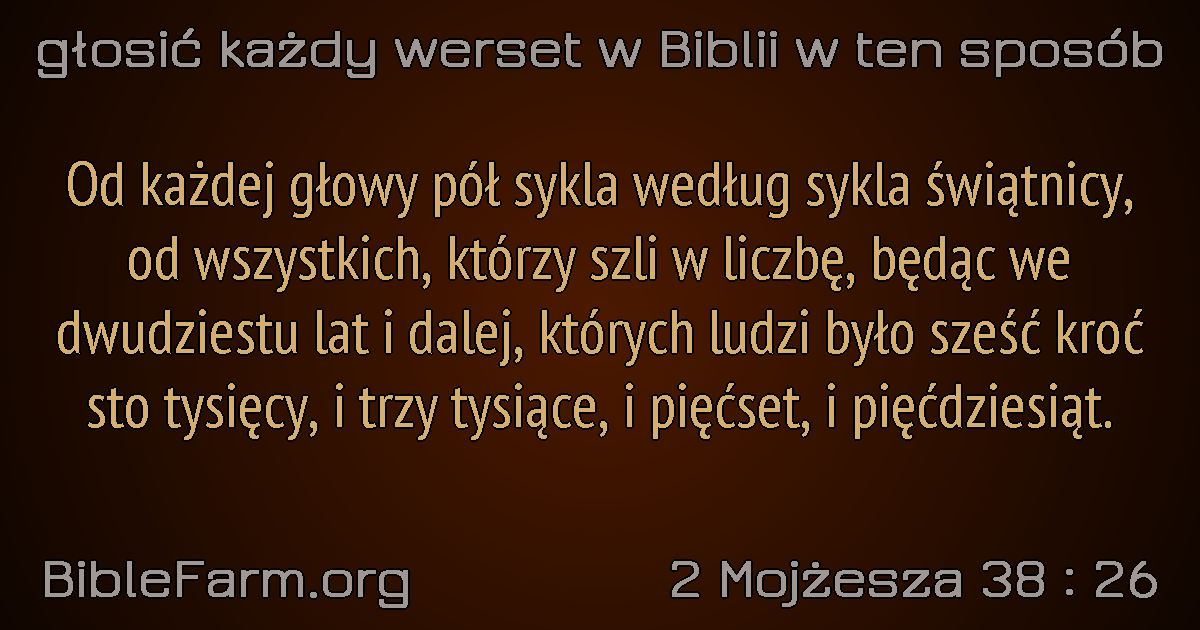 głosić każdy werset w Biblii w ten sposób
Od każdej głowy pół sykla według sykla świątnicy,
od wszystkich, którzy szli w liczbę, będąc we
dwudziestu lat i dalej, których ludzi było sześć kroć
sto tysięcy, i trzy tysiące, i pięćset, i pięćdziesiąt.
BibleFarm.org
2 Mojżesza 38 : 26